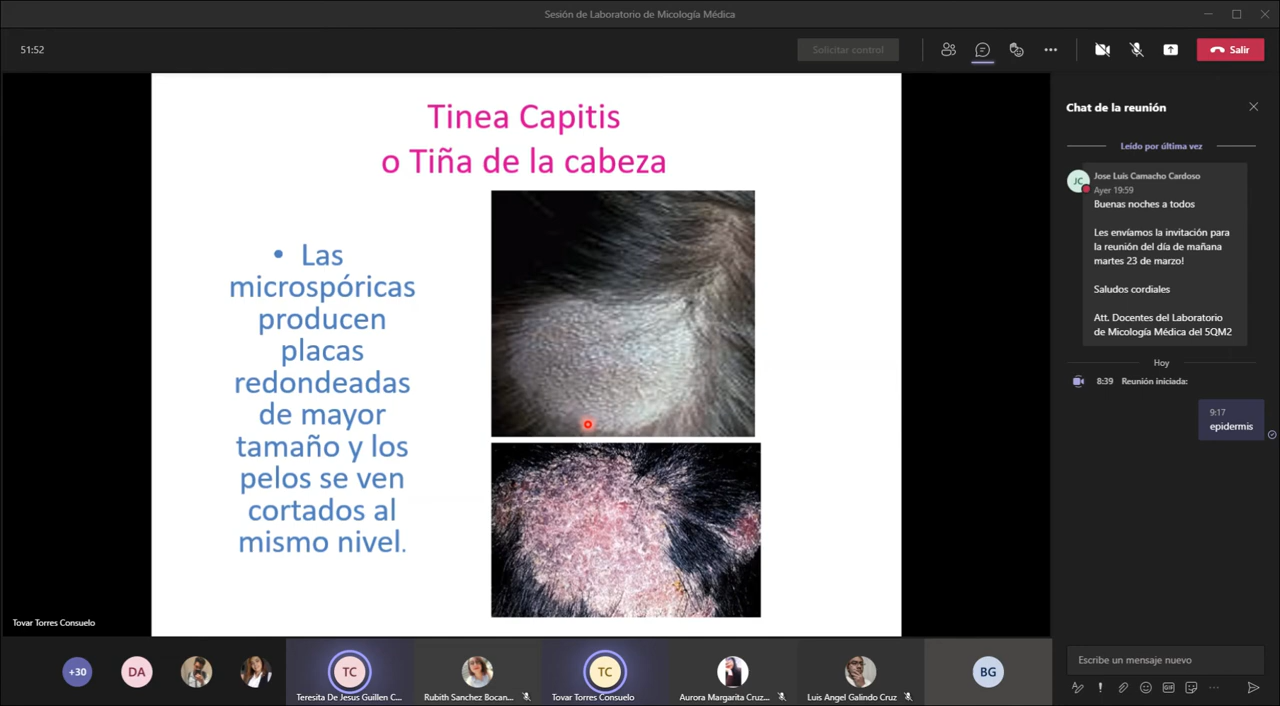 Sesión de Laboratorio de Micología Médica
51:52
Solicitar control
Salir
Tinea Capitis
o Tiña de la cabeza
• Las
microspóricas
producen
placas
redondeadas
de mayor
tamaño y los
pelos se ven
cortados al
mismo nivel.
Tovar Torres Consuelo
Chat de la reunión
Leído por última vez
JC
Jose Luis Camacho Cardoso
Ayer 19:59
Buenas noches a todos
Les envíamos la invitación para
la reunión del día de mañana
martes 23 de marzo!
Saludos cordiales
Att. Docentes del Laboratorio
de Micología Médica del 5QM2
Hoy
8:39 Reunión iniciada:
9:17
epidermis
Escribe un mensaje nuevo
GIF
+30
DA
TC
Teresita De Jesus Guillen C...
Rubith Sanchez Bocan...
TC
Tovar Torres Consuelo
Aurora Margarita Cruz...
Luis Angel Galindo Cruz
BG